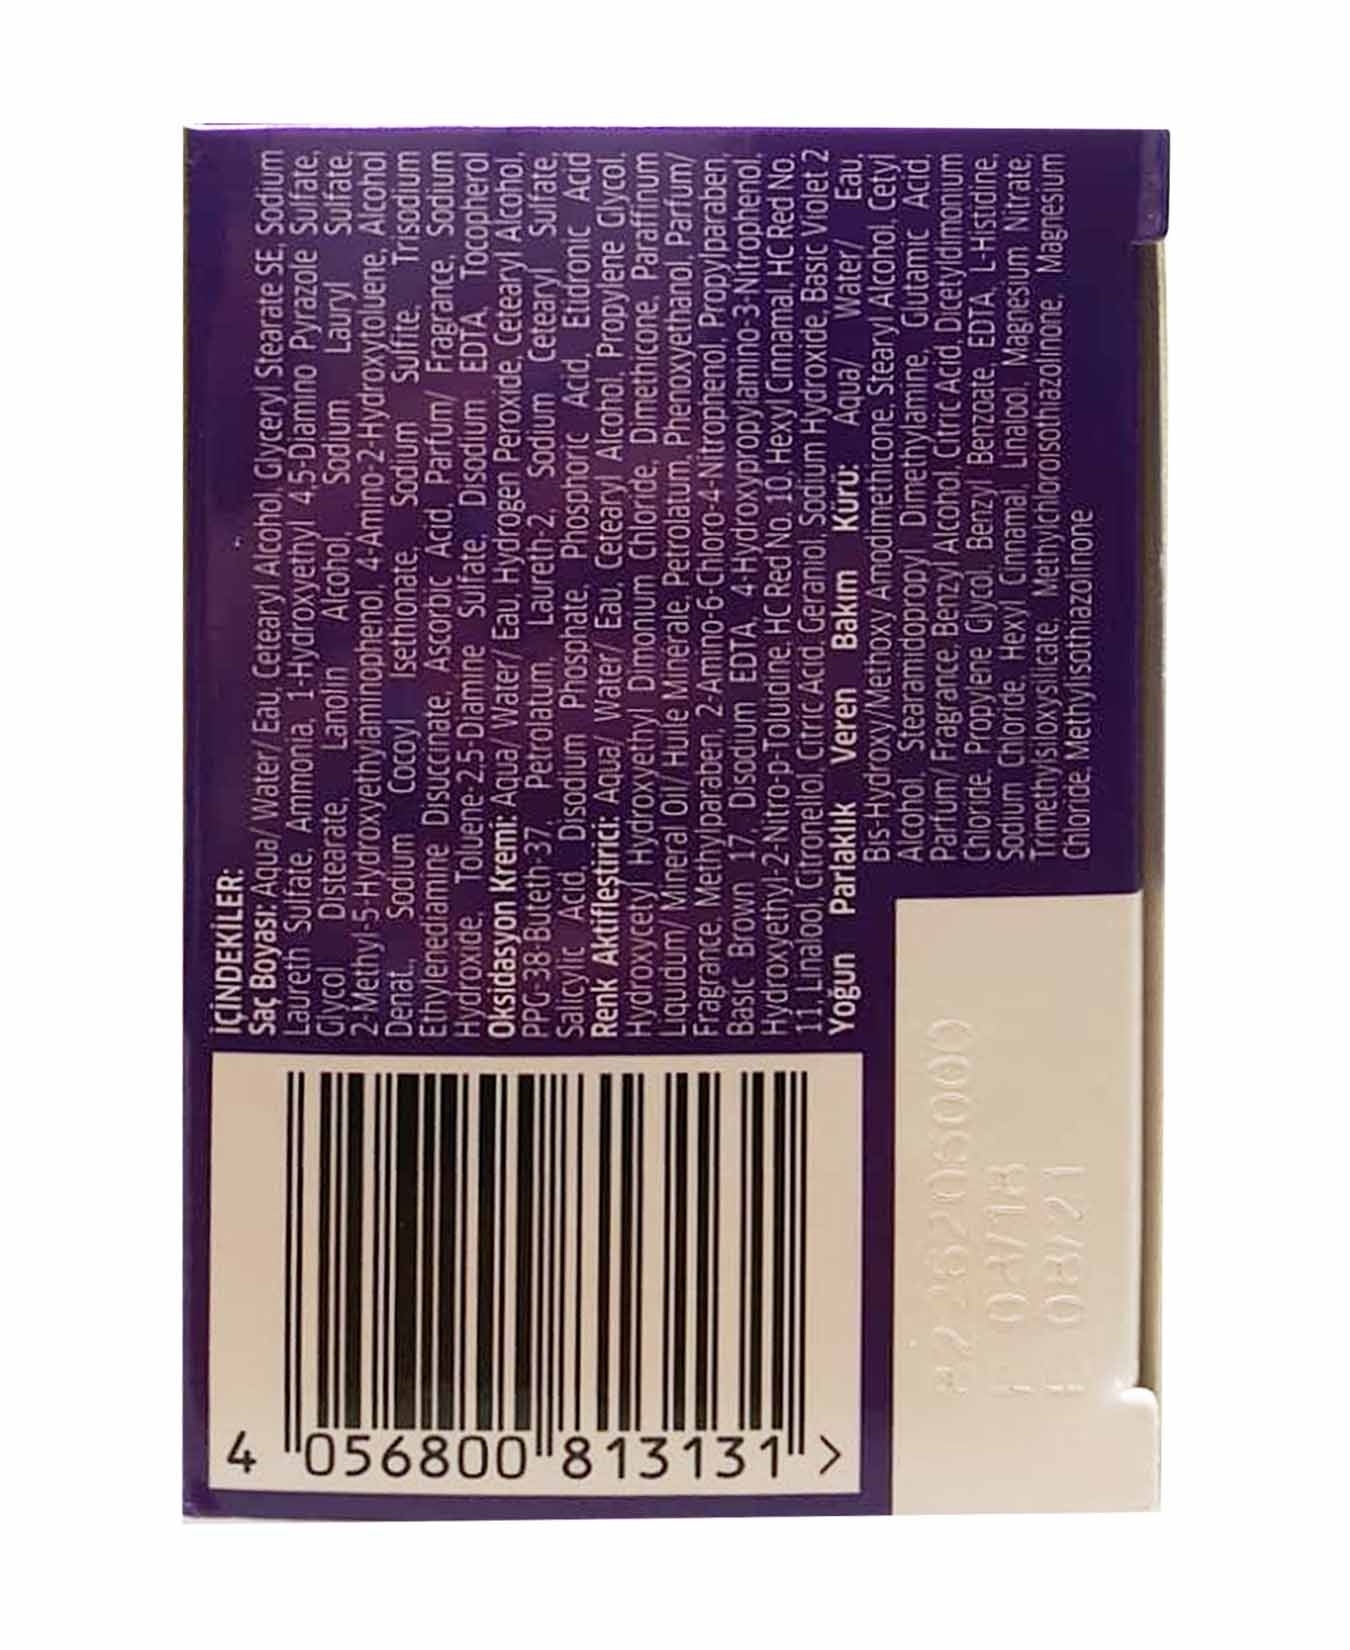 İÇİNDEKİLER:
Saç Boyası: Aqua/ Water/ Eau, Cetearyl Alcohol, Glyceryl Stearate SE, Sodium
Laureth Sulfate, Ammonia, 1-Hydroxyethyl 4,5-Diamino Pyrazole Sulfate,
Glycol Distearate, Lanolin Alcohol, Sodium Lauryl Sulfate,
2-Methyl-5-Hydroxyethylaminophenol, 4-Amino-2-Hydroxytoluene, Alcohol
Denat., Sodium Cocoyl Isethionate, Sodium Sulfite, Trisodium
Ethylenediamine Disuccinate, Ascorbic Acid, Parfum/ Fragrance, Sodium
Hydroxide, Toluene-2,5-Diamine Sulfate, Disodium EDTA, Tocopherol
Oksidasyon Kremi: Aqua/ Water/ Eau, Hydrogen Peroxide, Cetearyl Alcohol,
PPG-38-Buteth-37, Petrolatum, Laureth-2, Sodium Cetearyl Sulfate,
Salicylic Acid, Disodium Phosphate, Phosphoric Acid, Etidronic Acid
Renk Aktifleştirici: Aqua/ Water/ Eau, Cetearyl Alcohol, Propylene Glycol,
Hydroxycetyl Hydroxyethyl Dimonium Chloride, Dimethicone, Paraffinum
Liquidum/ Mineral Oil/ Huile Minerale, Petrolatum, Phenoxyethanol, Parfum/
Fragrance, Methylparaben, 2-Amino-6-Chloro-4-Nitrophenol, Propylparaben,
Basic Brown 17, Disodium EDTA, 4-Hydroxypropylamino-3-Nitrophenol,
Hydroxyethyl-2-Nitro-p-Toluidine, HC Red No. 10, Hexyl Cinnamal, HC Red No.
11, Linalool, Citronellol, Citric Acid, Geraniol, Sodium Hydroxide, Basic Violet 2
Yoğun Parlaklık Veren Bakım Kürü: Aqua/ Water/ Eau,
Bis-Hydroxy/Methoxy Amodimethicone, Stearyl Alcohol, Cetyl
Alcohol, Stearamidopropyl Dimethylamine, Glutamic Acid,
Parfum/ Fragrance, Benzyl Alcohol, Citric Acid, Dicetyldimonium
Chloride, Propylene Glycol, Benzyl Benzoate, EDTA, L-Histidine,
Sodium Chloride, Hexyl Cinnamal, Linalool, Magnesium Nitrate,
Trimethylsiloxysilicate, Methylchloroisothiazolinone, Magnesium
Chloride, Methylisothiazolinone
4 056800 813131 >
08/21